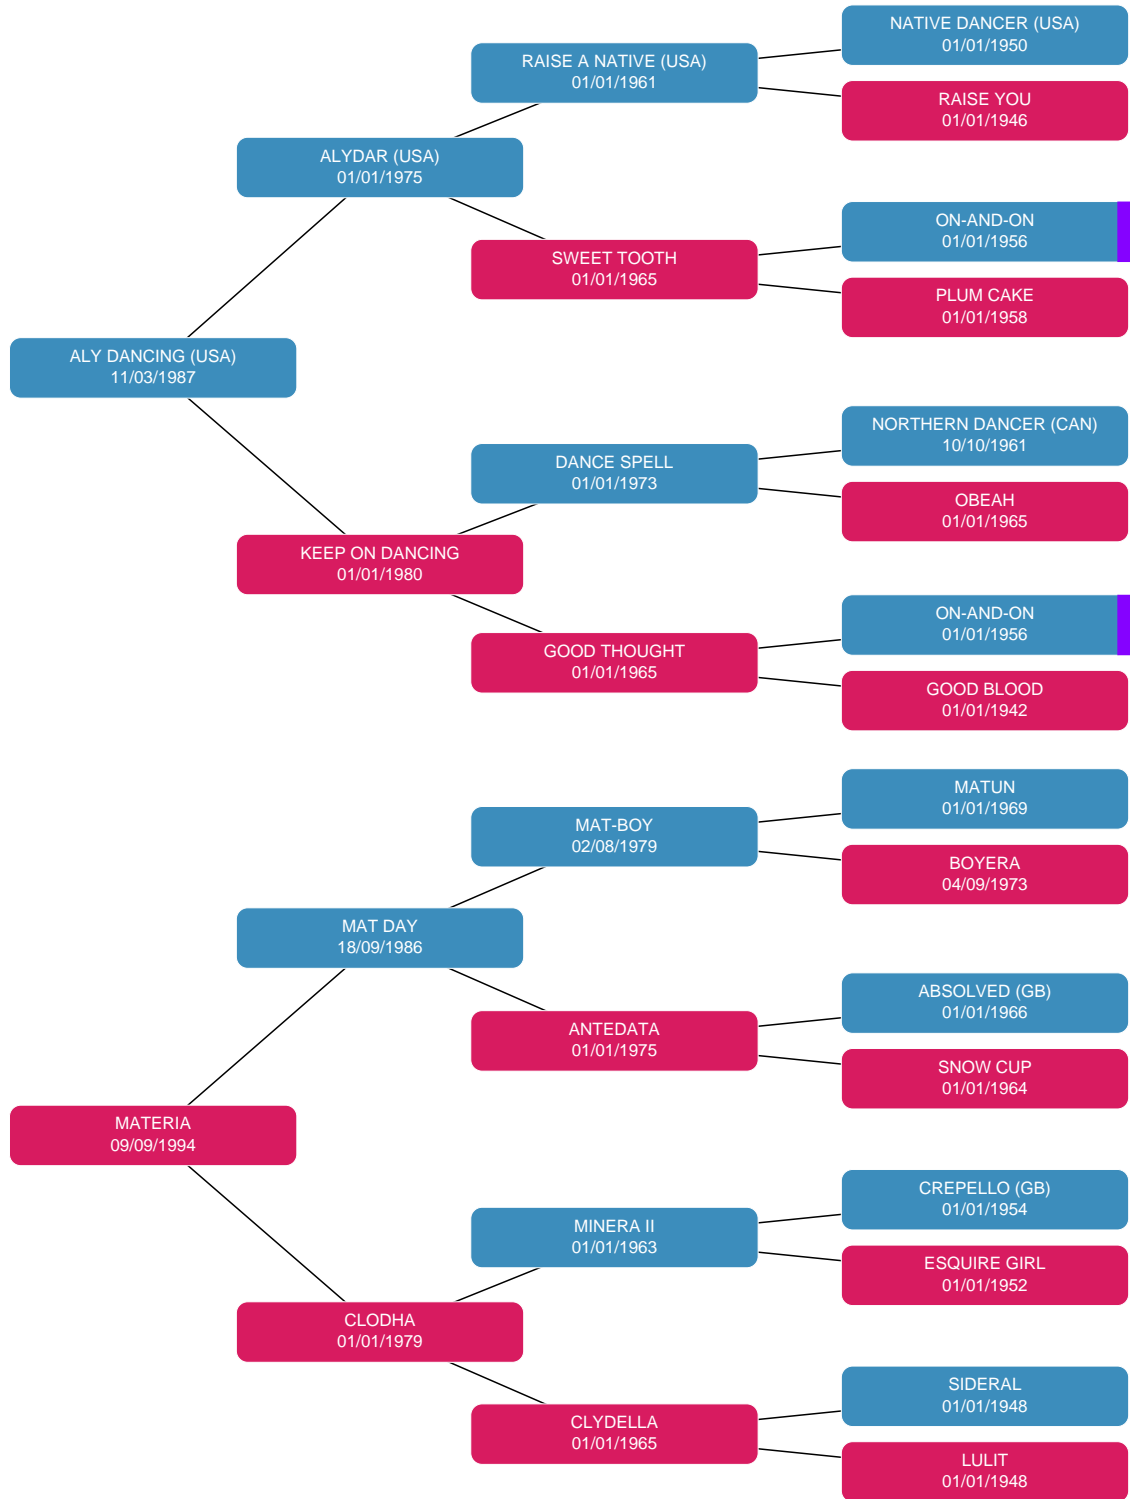 NATIVE DANCER (USA)
01/01/1950
RAISE A NATIVE (USA)
01/01/1961
RAISE YOU
01/01/1946
ALYDAR (USA)
01/01/1975
ON-AND-ON
01/01/1956
SWEET TOOTH
01/01/1965
PLUM CAKE
01/01/1958
ALY DANCING (USA)
11/03/1987
NORTHERN DANCER (CAN)
10/10/1961
DANCE SPELL
01/01/1973
OBEAH
01/01/1965
KEEP ON DANCING
01/01/1980
ON-AND-ON
01/01/1956
GOOD THOUGHT
01/01/1965
GOOD BLOOD
01/01/1942
MATUN
01/01/1969
MAT-BOY
02/08/1979
BOYERA
04/09/1973
MAT DAY
18/09/1986
ABSOLVED (GB)
01/01/1966
ANTEDATA
01/01/1975
SNOW CUP
01/01/1964
MATERIA
09/09/1994
CREPELLO (GB)
01/01/1954
MINERA II
01/01/1963
ESQUIRE GIRL
01/01/1952
CLODHA
01/01/1979
SIDERAL
01/01/1948
CLYDELLA
01/01/1965
LULIT
01/01/1948